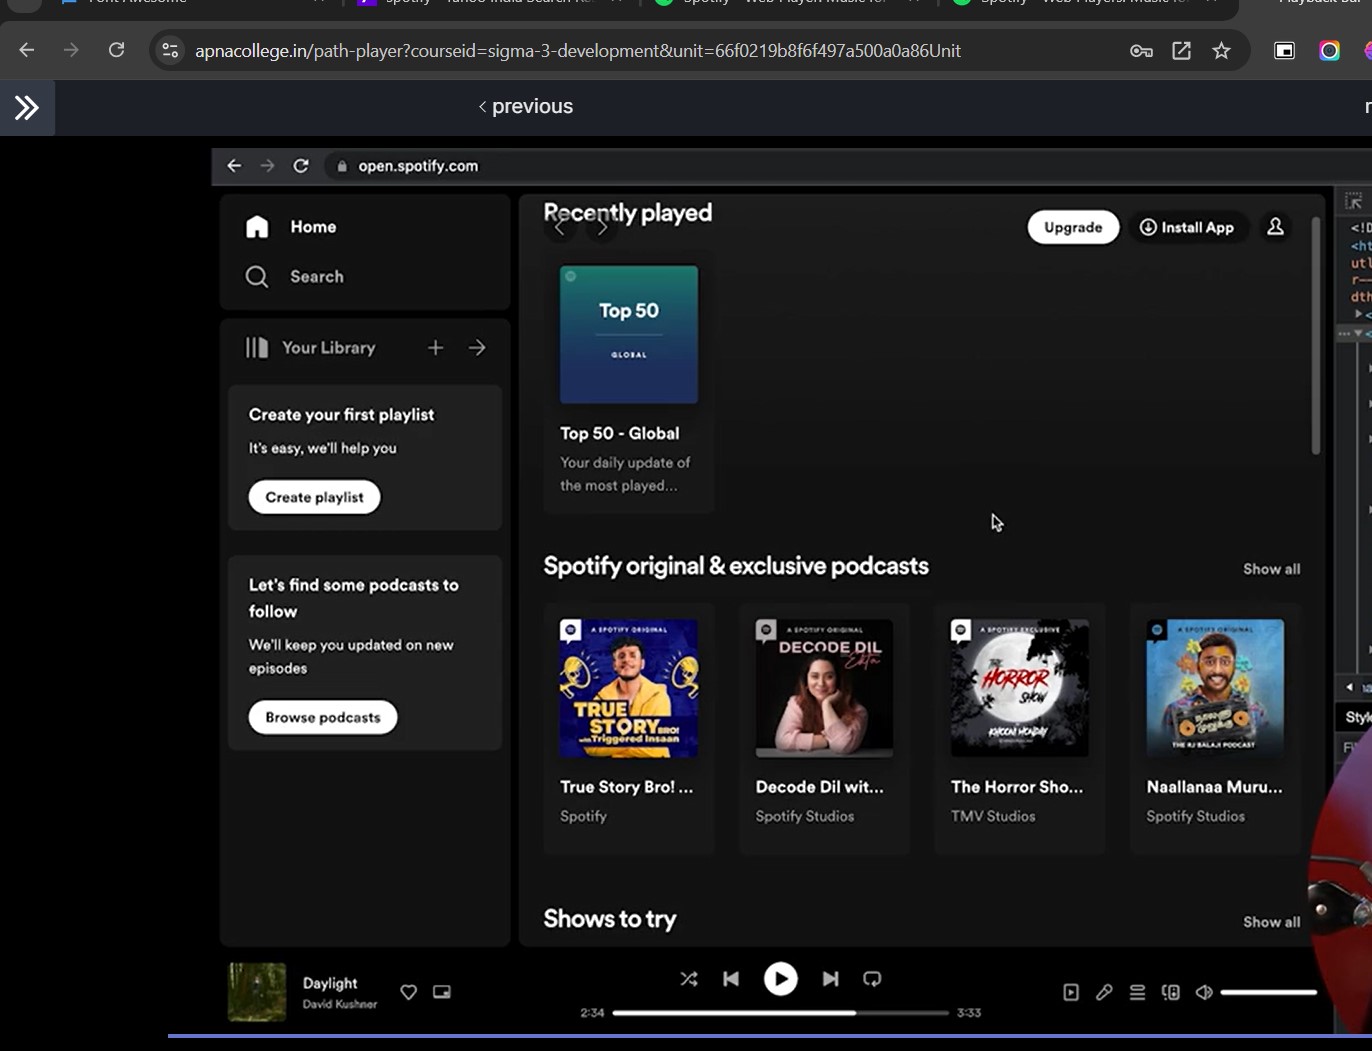 apnacollege.in/path-player?courseid=sigma-3-development&unit=66f0219b8f6f497a500a0a86Unit
previous
open.spotify.com
Home
Search
Your Library
Create your first playlist
It's easy, we'll help you
Create playlist
Let's find some podcasts to
follow
We'll keep you updated on new
episodes
Browse podcasts
Recently played
Upgrade
Install App
Top 50
GLOBAL
Top 50 - Global
Your daily update of
the most played...
Spotify original & exclusive podcasts
Show all
A SPOTIFY ORIGINAL
TRUE
STORY BRO!
with Triggered Insaan
True Story Bro! ...
Spotify
A SPOTIFY ORIGINAL
DECODE DIL
Ekta
Decode Dil wit...
Spotify Studios
A SPOTIFY EXCLUSIVE
THE
HORROR
SHOW
KHOONI MONDAY
The Horror Sho...
TMV Studios
A SPOTIFY ORIGINAL
THE RJ BALAJI PODCAST
Naallanaa Muru...
Spotify Studios
Shows to try
Show all
Daylight
David Kushner
2:34
3:33